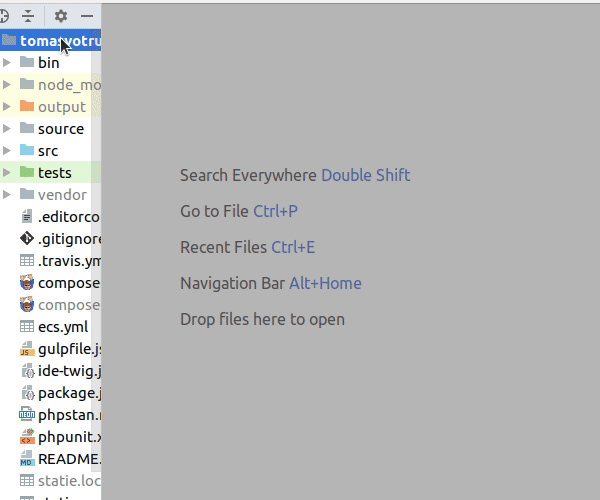 tomasvotru
bin
node_mo
output
source
src
tests
vendor
.editorco
.gitignore
.travis.ym
compose
compose
ecs.yml
gulpfile.js
ide-twig.j
package.j
phpstan.n
phpunit.x
README.
statie.loc
Search Everywhere Double Shift
Go to File Ctrl+P
Recent Files Ctrl+E
Navigation Bar Alt+Home
Drop files here to open